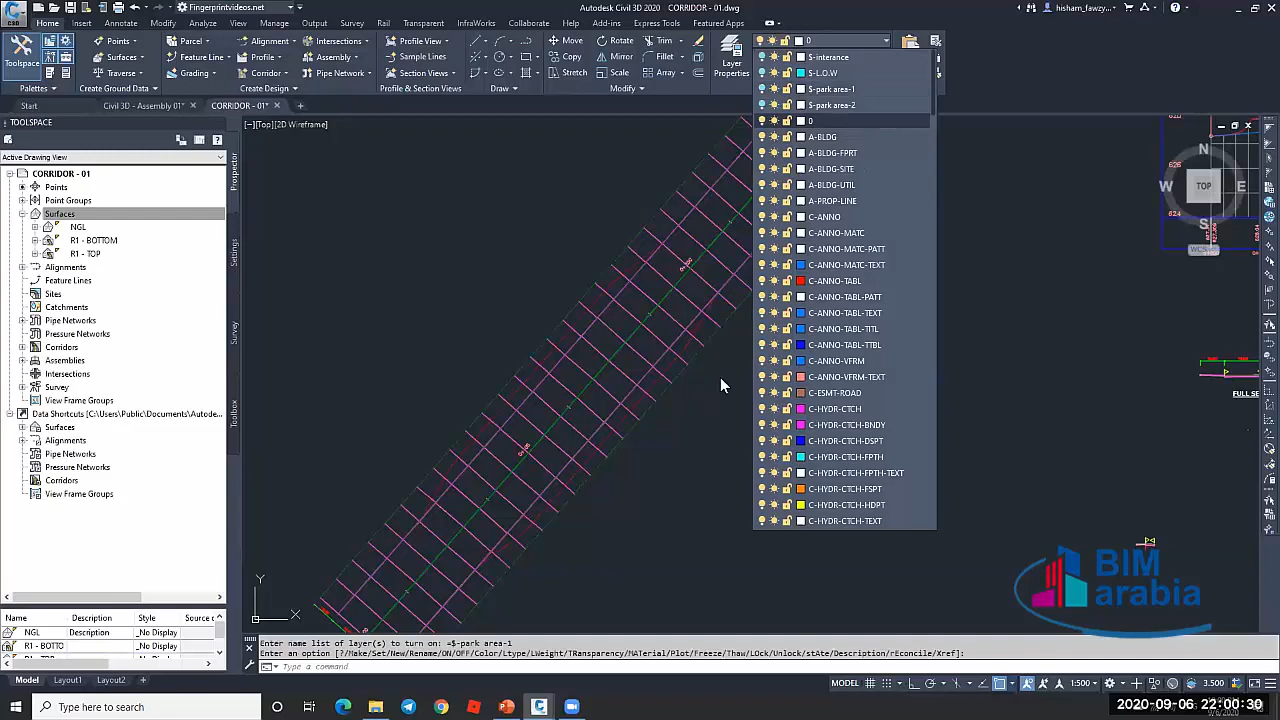 C3D Fingerprintvideos.net Autodesk Civil 3D 2020 CORRIDOR - 01.dwg hisham_fawzy...
Home Insert Annotate Modify Analyze View Manage Output Survey Rail Transparent InfraWorks Collaborate Help Add-ins Express Tools Featured Apps
Toolspace
Points
Surfaces
Traverse
Parcel
Feature Line
Grading
Alignment
Profile
Corridor
Intersections
Assembly
Pipe Network
Profile View
Sample Lines
Section Views
Move Rotate Trim
Copy Mirror Fillet
Stretch Scale Array
Layer
Properties
0
Palettes Create Ground Data Create Design Profile & Section Views Draw Modify
Start Civil 3D - Assembly 01* CORRIDOR - 01*
TOOLSPACE
Active Drawing View
CORRIDOR - 01
Points
Point Groups
Surfaces
NGL
R1 - BOTTOM
R1 - TOP
Alignments
Feature Lines
Sites
Catchments
Pipe Networks
Pressure Networks
Corridors
Assemblies
Intersections
Survey
View Frame Groups
Data Shortcuts [C:\Users\Public\Documents\Autode...
Surfaces
Alignments
Pipe Networks
Pressure Networks
Corridors
View Frame Groups
Prospector
Settings
Survey
Toolbox
Name Description Style Source
NGL Description _No Display
R1 - BOTTO _No Display
[−][Top][2D Wireframe]
$-interance
$-L.O.W
$-park area-1
$-park area-2
0
A-BLDG
A-BLDG-FPRT
A-BLDG-SITE
A-BLDG-UTIL
A-PROP-LINE
C-ANNO
C-ANNO-MATC
C-ANNO-MATC-PATT
C-ANNO-MATC-TEXT
C-ANNO-TABL
C-ANNO-TABL-PATT
C-ANNO-TABL-TEXT
C-ANNO-TABL-TITL
C-ANNO-TABL-TTBL
C-ANNO-VFRM
C-ANNO-VFRM-TEXT
C-ESMT-ROAD
C-HYDR-CTCH
C-HYDR-CTCH-BNDY
C-HYDR-CTCH-DSPT
C-HYDR-CTCH-FPTH
C-HYDR-CTCH-FPTH-TEXT
C-HYDR-CTCH-FSPT
C-HYDR-CTCH-HDPT
C-HYDR-CTCH-TEXT
626
624
N
W TOP E
S
WCS
FULL SE
Y
X
BIM
arabia
Enter name list of layer(s) to turn on: =$-park area-1
Enter an option [?/Make/Set/New/Rename/ON/OFF/Color/Ltype/LWeight/TRansparency/MATerial/Plot/Freeze/Thaw/LOck/Unlock/stAte/Description/rEconcile/Xref]:
Type a command
Model Layout1 Layout2 +
MODEL 1:500 3.500
Type here to search
2020-09-06 22:00:30